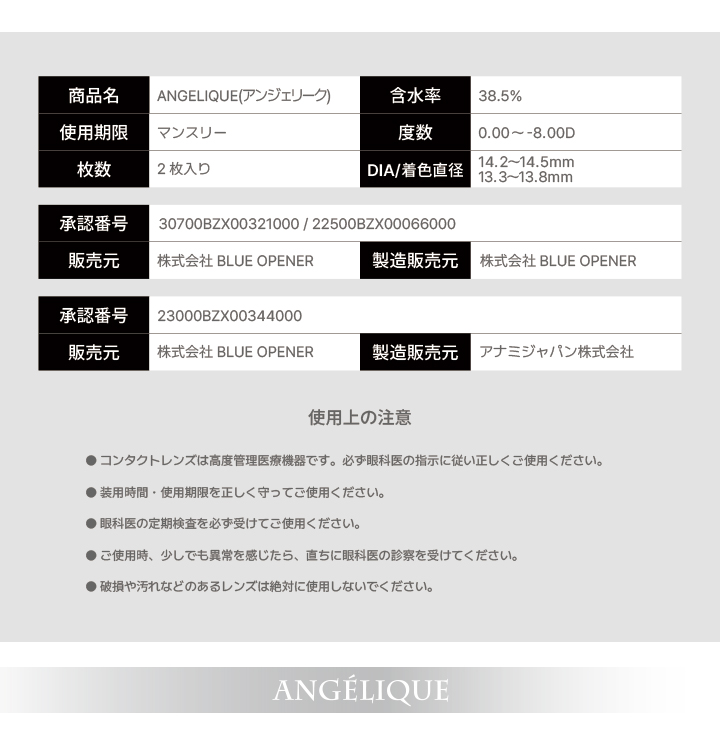 商品名 ANGELIQUE(アンジェリーク) 含水率 38.5%
使用期限 マンスリー 度数 0.00～-8.00D
枚数 2枚入り DIA/着色直径 14.2～14.5mm
13.3～13.8mm
承認番号 30700BZX00321000 / 22500BZX00066000
販売元 株式会社 BLUE OPENER 製造販売元 株式会社 BLUE OPENER
承認番号 23000BZX00344000
販売元 株式会社 BLUE OPENER 製造販売元 アナミジャパン株式会社
使用上の注意
● コンタクトレンズは高度管理医療機器です。必ず眼科医の指示に従い正しくご使用ください。
● 装用時間・使用期限を正しく守ってご使用ください。
● 眼科医の定期検査を必ず受けてご使用ください。
● ご使用時、少しでも異常を感じたら、直ちに眼科医の診察を受けてください。
● 破損や汚れなどのあるレンズは絶対に使用しないでください。
ANGÉLIQUE